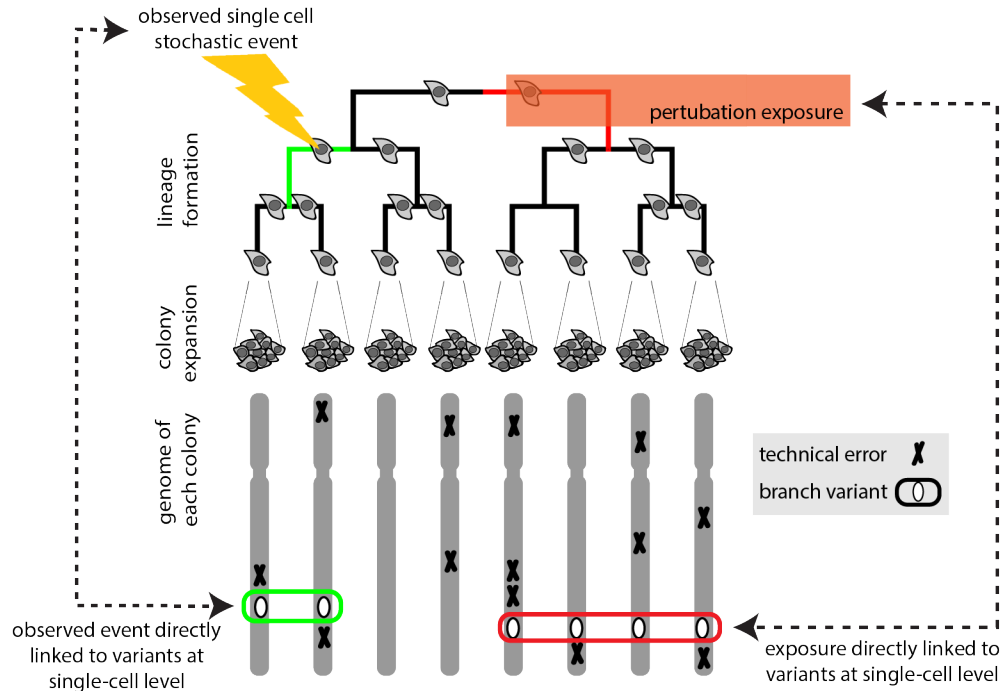 observed single cell
stochastic event
pertubation exposure
lineage
formation
colony
expansion
genome of
each colony
technical error
branch variant
observed event directly
linked to variants at
single-cell level
exposure directly linked to
variants at single-cell level